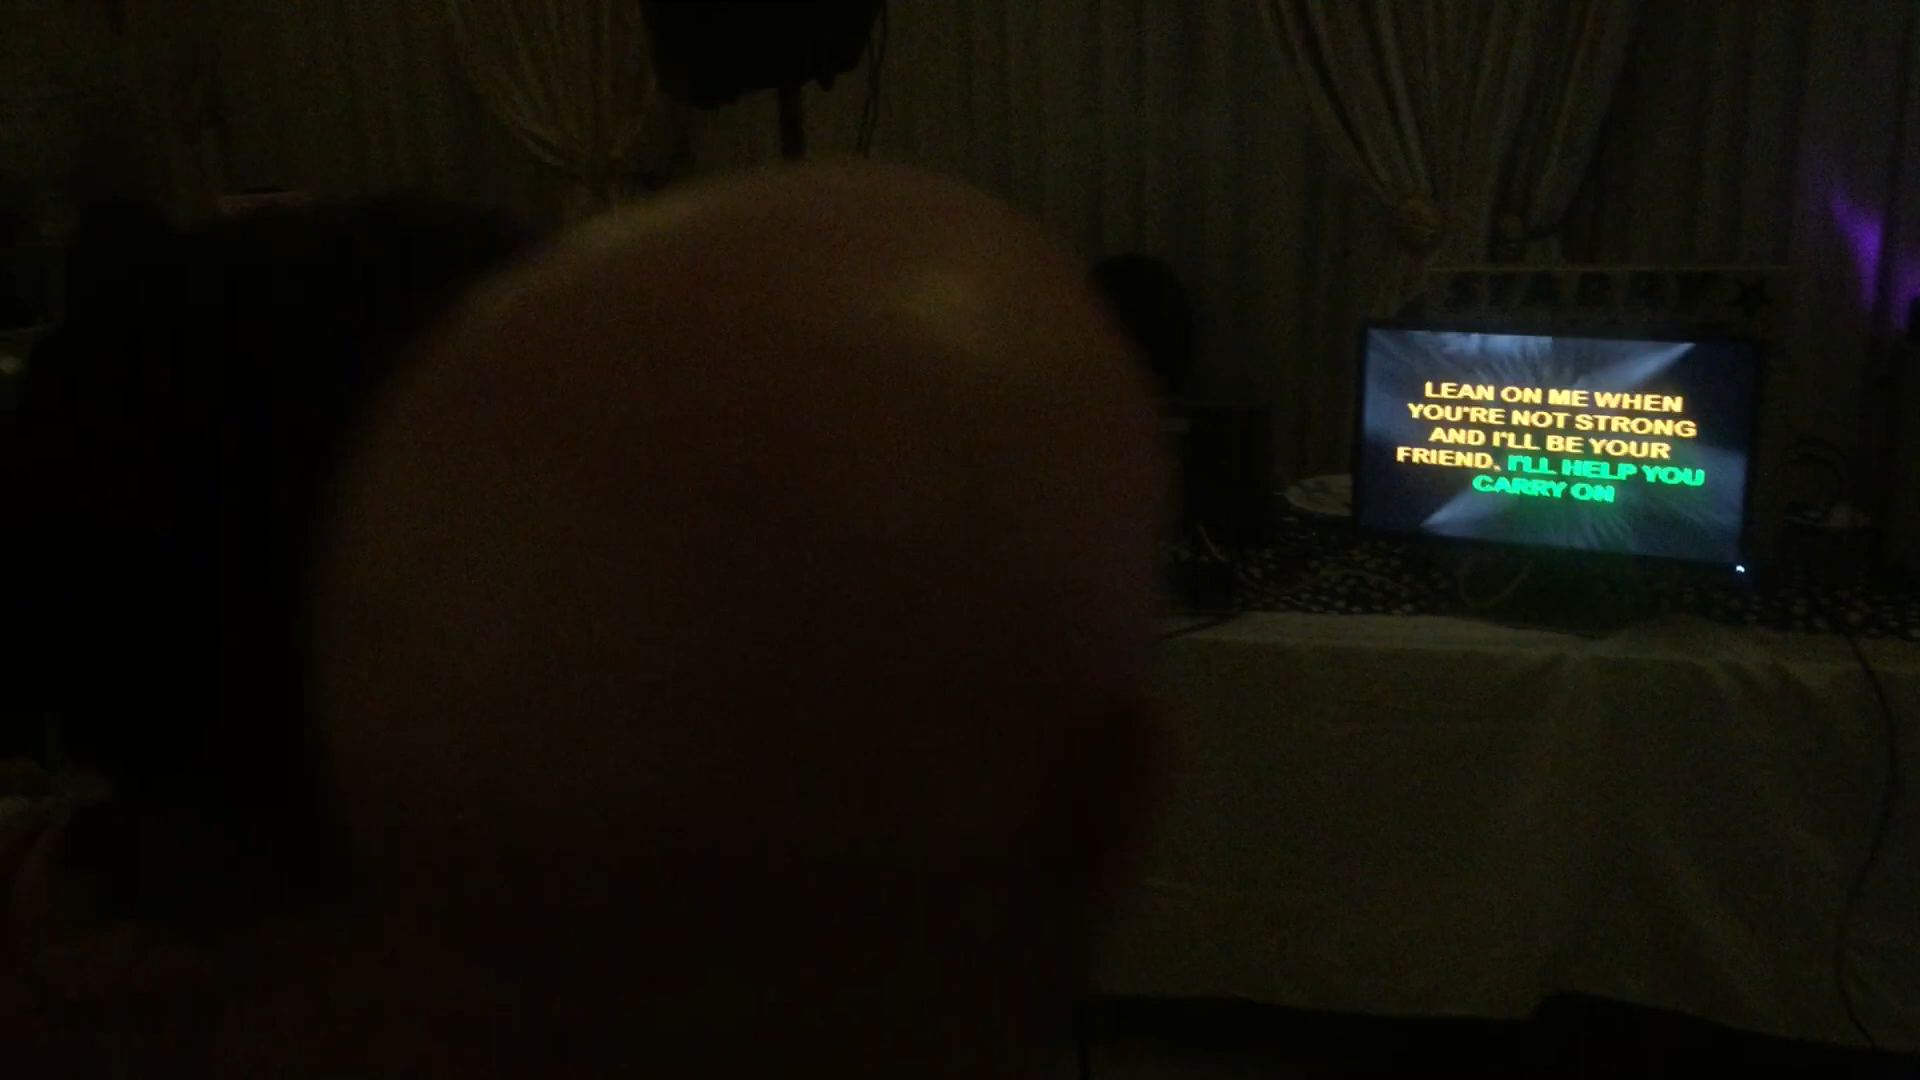 LEAN ON ME WHEN
YOU'RE NOT STRONG
AND I'LL BE YOUR
FRIEND. I'LL HELP YOU
CARRY ON